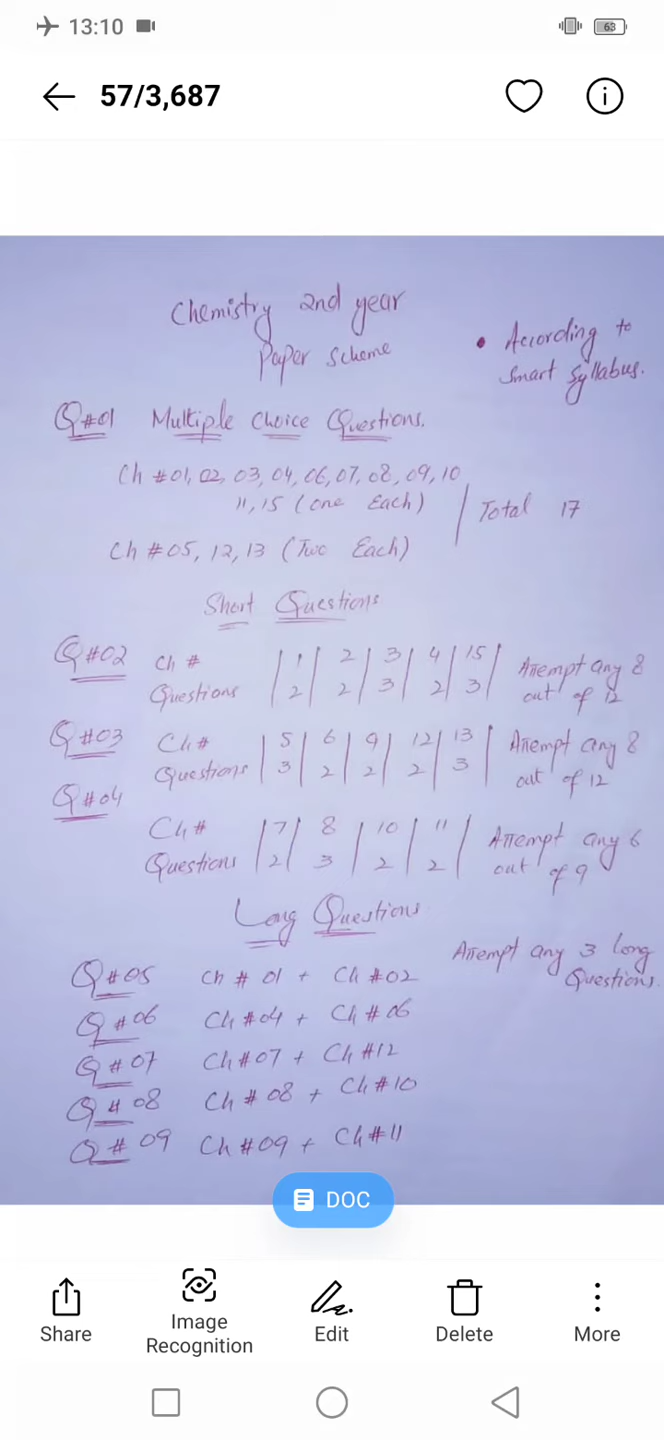 13:10
63
57/3,687
Chemistry 2nd year
Paper Scheme
• According to
Smart Syllabus.
Q#01 Multiple Choice Questions.
Ch #01, 02, 03, 04, 06, 07, 08, 09, 10
11, 15 (one Each)
Total 17
Ch #05, 12, 13 (Two Each)
Short Questions
Q#02 Ch # | 1 | 2 | 3 | 4 | 15 | Attempt any 8
Questions | 2 | 2 | 3 | 2 | 3 | out of 12
Q#03 Ch# | 5 | 6 | 9 | 12 | 13 | Attempt any 8
Questions | 3 | 2 | 2 | 2 | 3 | out of 12
Q#04
Ch# | 7 | 8 | 10 | 11 | Attempt any 6
Questions | 2 | 3 | 2 | 2 | out of 9
Long Questions
Attempt any 3 long
Questions.
Q#05 Ch # 01 + Ch #02
Q#06 Ch#04 + Ch #06
Q#07 Ch#07 + Ch#12
Q#08 Ch #08 + Ch#10
Q#09 Ch #09 + Ch#11
DOC
Share
Image
Recognition
Edit
Delete
More